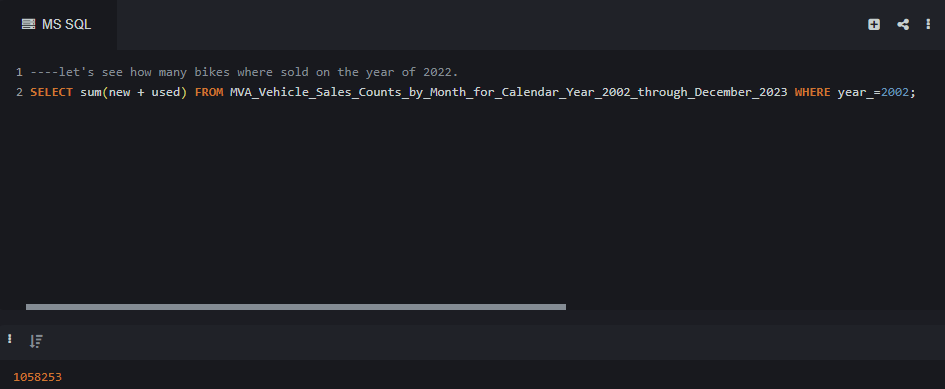 MS SQL
1 ----let's see how many bikes where sold on the year of 2022.
2 SELECT sum(new + used) FROM MVA_Vehicle_Sales_Counts_by_Month_for_Calendar_Year_2002_through_December_2023 WHERE year_=2002;
1058253